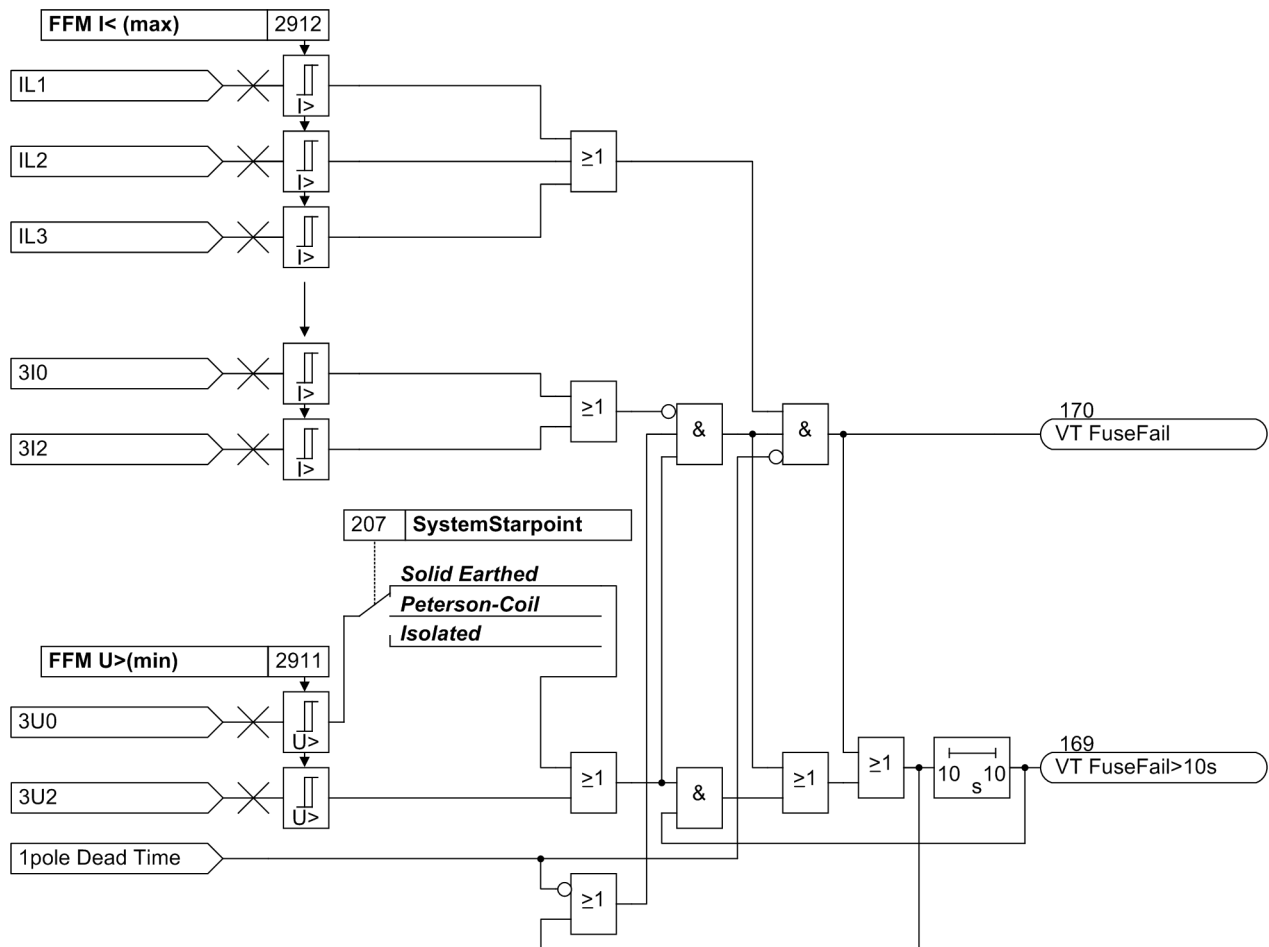 FFM I< (max) 2912
IL1
I>
IL2
I>
≥1
IL3
I>
3I0
I>
≥1
3I2
I>
&
&
170
VT FuseFail
207 SystemStarpoint
Solid Earthed
Peterson-Coil
Isolated
FFM U>(min) 2911
3U0
U>
3U2
U>
≥1
&
≥1
≥1
10 10
s
169
VT FuseFail>10s
1pole Dead Time
≥1